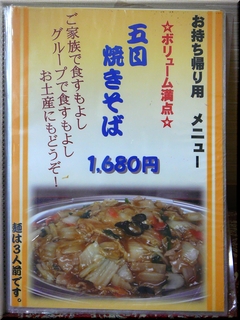 お持ち帰り用 メニュー
☆ボリューム満点☆
五目
焼きそば
1,680円
ご家族で食すもよし
グループで食すもよし
お土産にもどうぞ！
麺は３人前です。